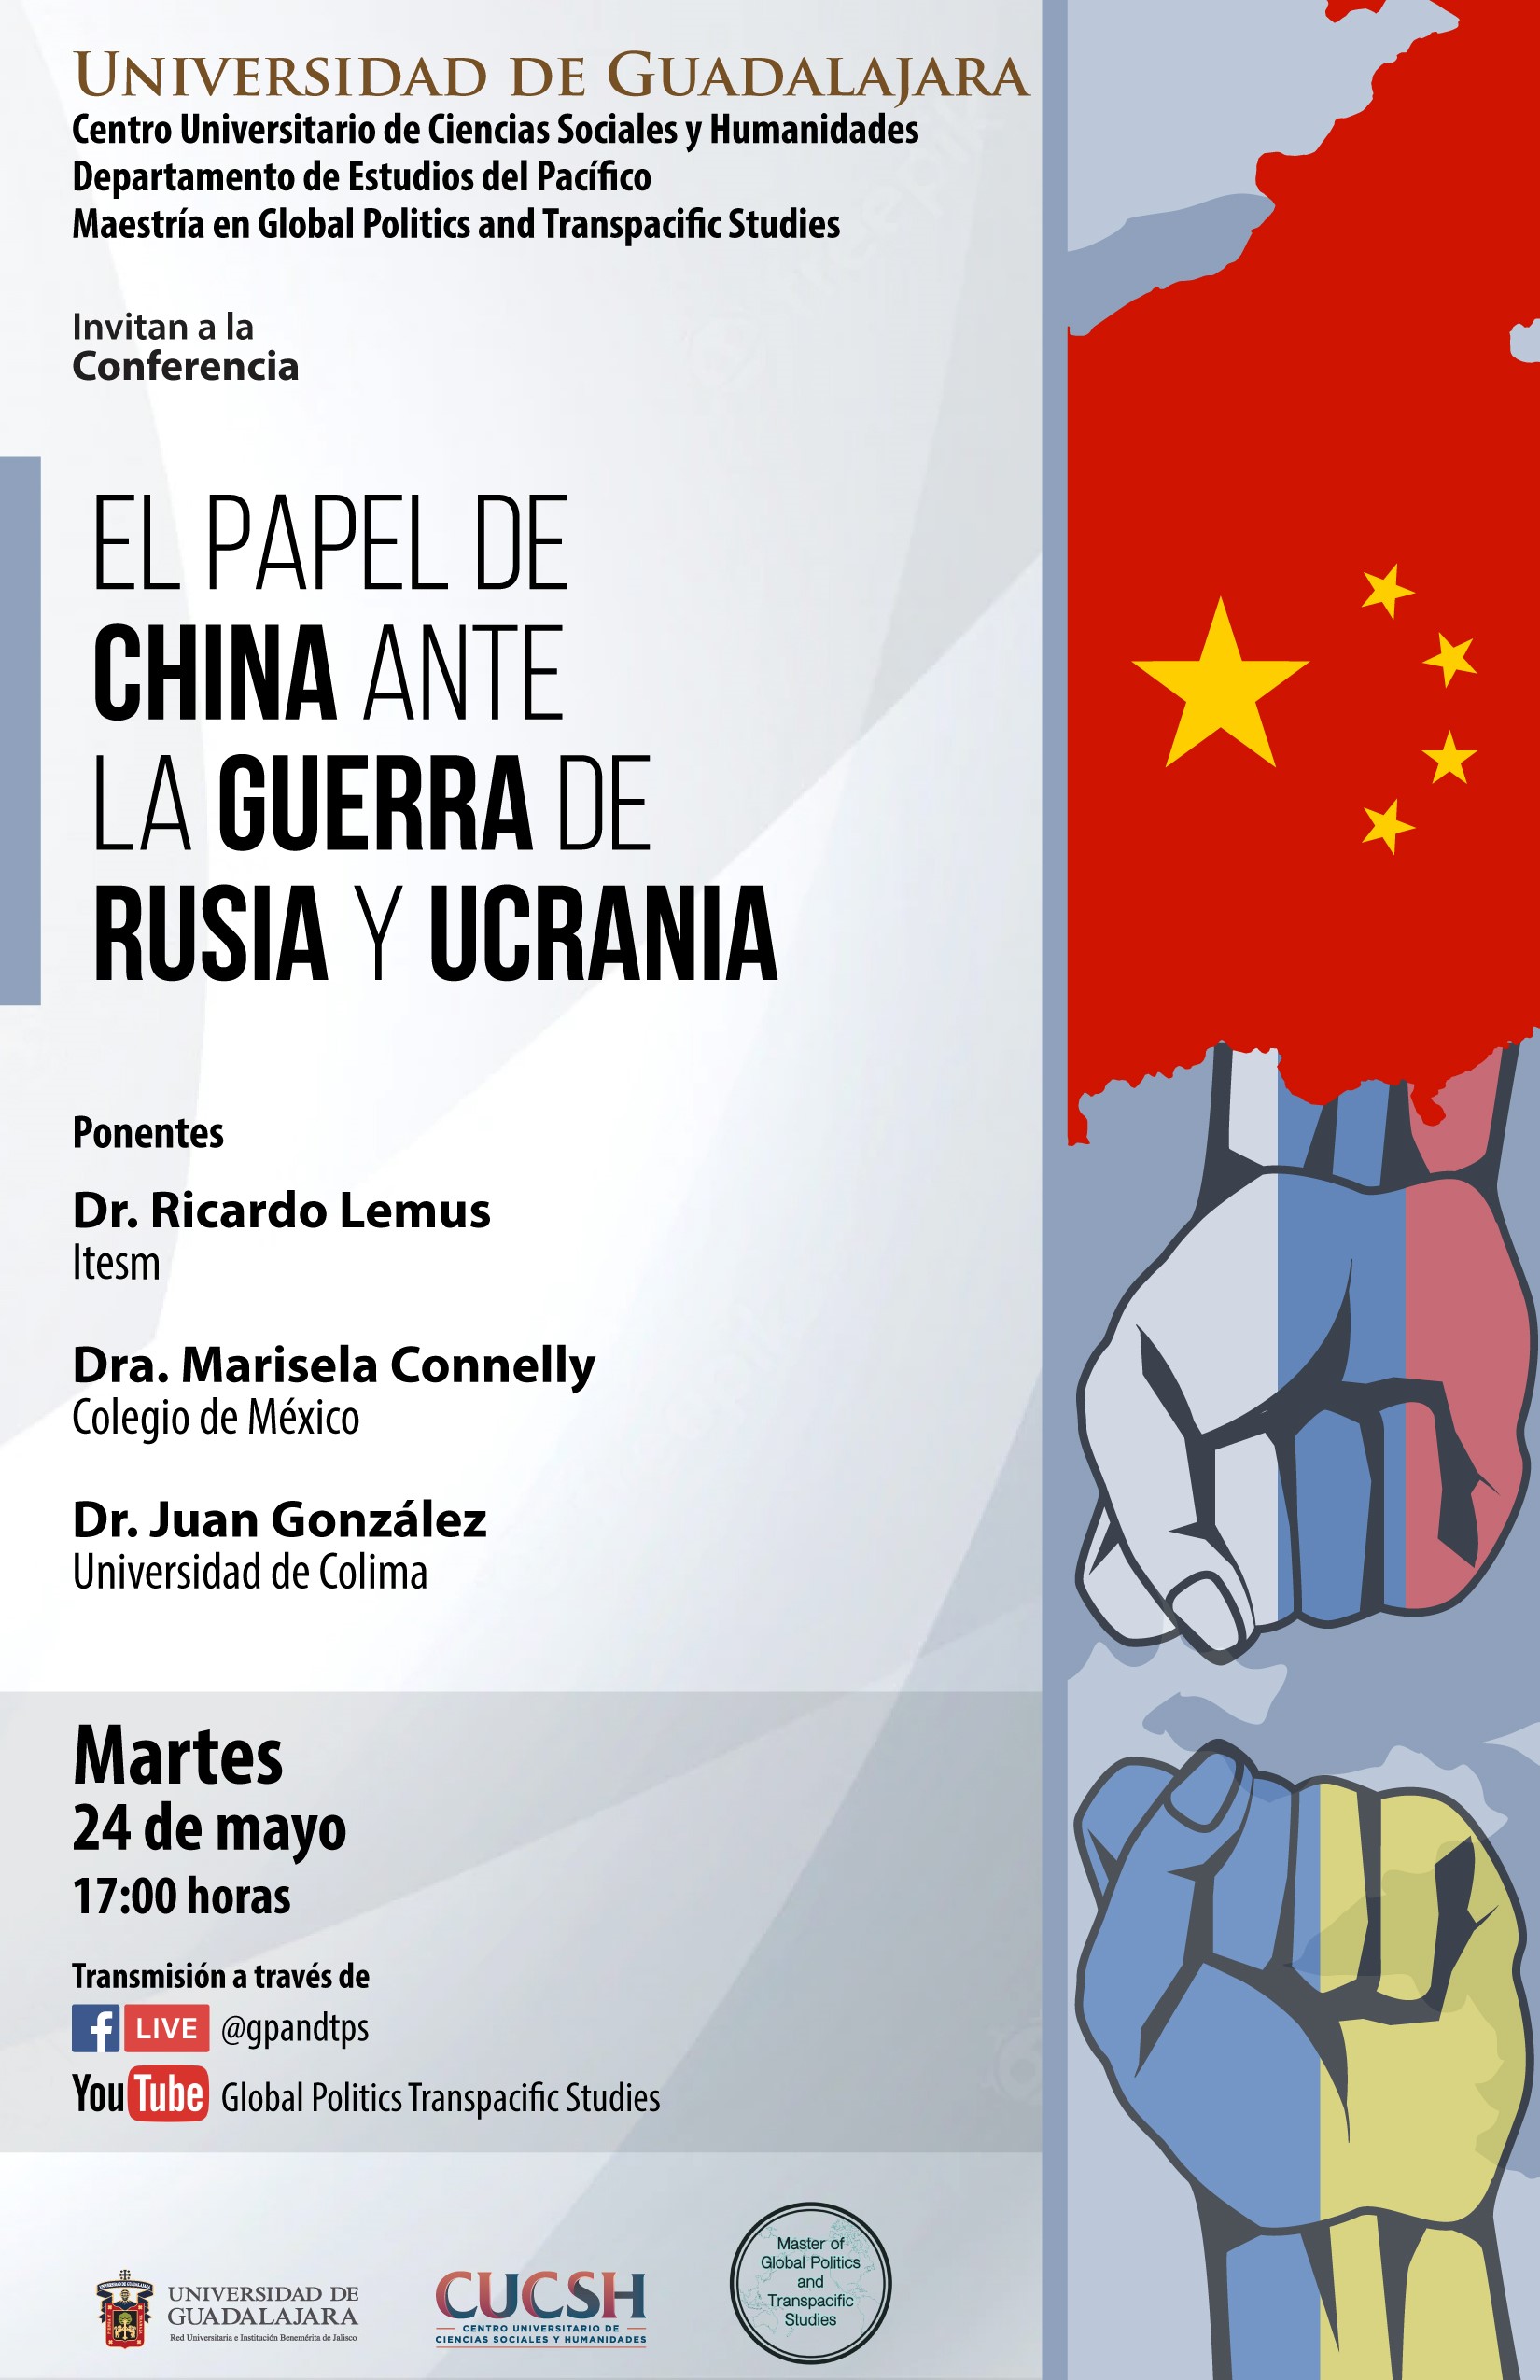 UNIVERSIDAD DE GUADALAJARA
Centro Universitario de Ciencias Sociales y Humanidades
Departamento de Estudios del Pacífico
Maestría en Global Politics and Transpacific Studies
Invitan a la
Conferencia
EL PAPEL DE
CHINA ANTE
LA GUERRA DE
RUSIA Y UCRANIA
Ponentes
Dr. Ricardo Lemus
Itesm
Dra. Marisela Connelly
Colegio de México
Dr. Juan González
Universidad de Colima
Martes
24 de mayo
17:00 horas
Transmisión a través de
f LIVE @gpandtps
YouTube Global Politics Transpacific Studies
UNIVERSIDAD DE
GUADALAJARA
Red Universitaria e Institución Benemérita de Jalisco
CUCSH
CENTRO UNIVERSITARIO DE
CIENCIAS SOCIALES Y HUMANIDADES
Master of
Global Politics
and
Transpacific
Studies